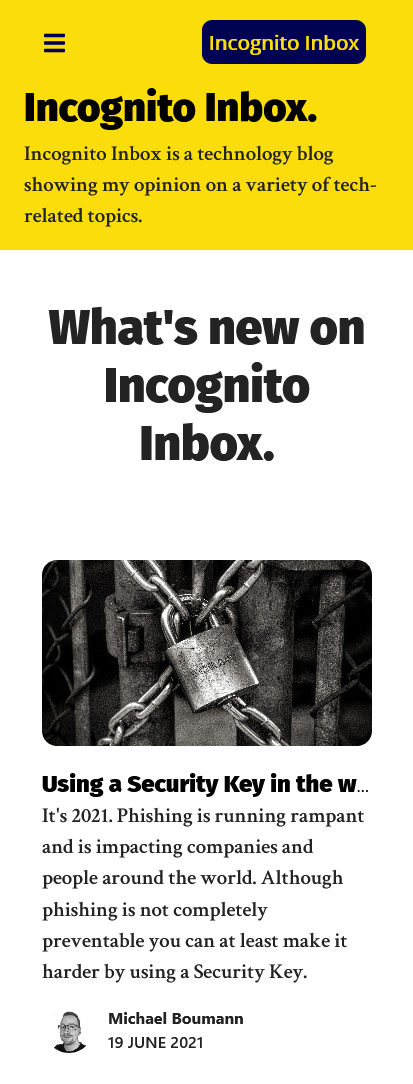 Incognito Inbox
Incognito Inbox.
Incognito Inbox is a technology blog
showing my opinion on a variety of tech-
related topics.
What's new on
Incognito
Inbox.
Using a Security Key in the w...
It's 2021. Phishing is running rampant
and is impacting companies and
people around the world. Although
phishing is not completely
preventable you can at least make it
harder by using a Security Key.
Michael Boumann
19 JUNE 2021